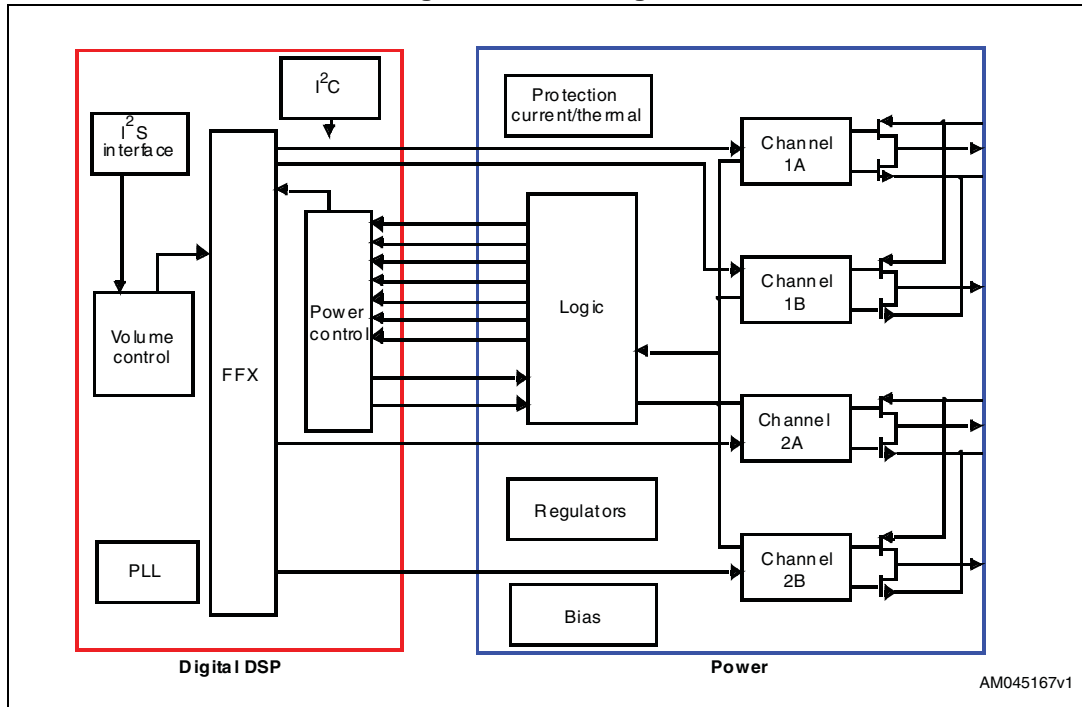 I2C
I2S
interface
Volume
control
FFX
Power
control
PLL
Digital DSP
Protection
current/thermal
Logic
Regulators
Bias
Channel
1A
Channel
1B
Channel
2A
Channel
2B
Power
AM045167v1